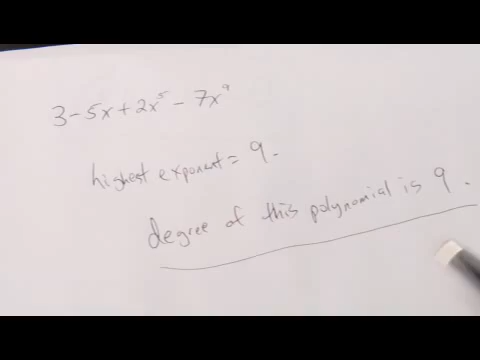 3-5x+2x⁵-7x⁹
highest exponent = 9.
degree of this polynomial is 9.